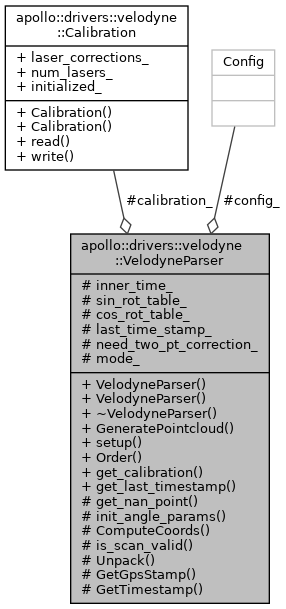 apollo::drivers::velodyne
::Calibration
+ laser_corrections_
+ num_lasers_
+ initialized_
+ Calibration()
+ Calibration()
+ read()
+ write()
Config
#calibration_
#config_
apollo::drivers::velodyne
::VelodyneParser
# inner_time_
# sin_rot_table_
# cos_rot_table_
# last_time_stamp_
# need_two_pt_correction_
# mode_
+ VelodyneParser()
+ VelodyneParser()
+ ~VelodyneParser()
+ GeneratePointcloud()
+ setup()
+ Order()
+ get_calibration()
+ get_last_timestamp()
# get_nan_point()
# init_angle_params()
# ComputeCoords()
# is_scan_valid()
# Unpack()
# GetGpsStamp()
# GetTimestamp()